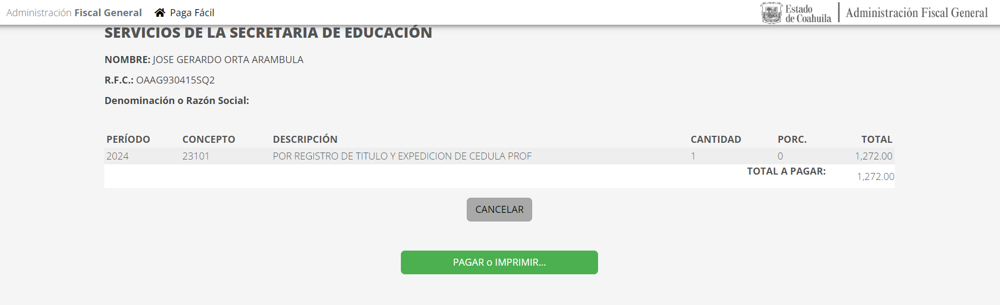 Administración Fiscal General Paga Fácil
Estado de Coahuila Administración Fiscal General
SERVICIOS DE LA SECRETARIA DE EDUCACIÓN
NOMBRE: JOSE GERARDO ORTA ARAMBULA
R.F.C.: OAAG930415SQ2
Denominación o Razón Social:
PERÍODO CONCEPTO DESCRIPCIÓN CANTIDAD PORC. TOTAL
2024 23101 POR REGISTRO DE TITULO Y EXPEDICION DE CEDULA PROF 1 0 1,272.00
TOTAL A PAGAR: 1,272.00
CANCELAR
PAGAR o IMPRIMIR...